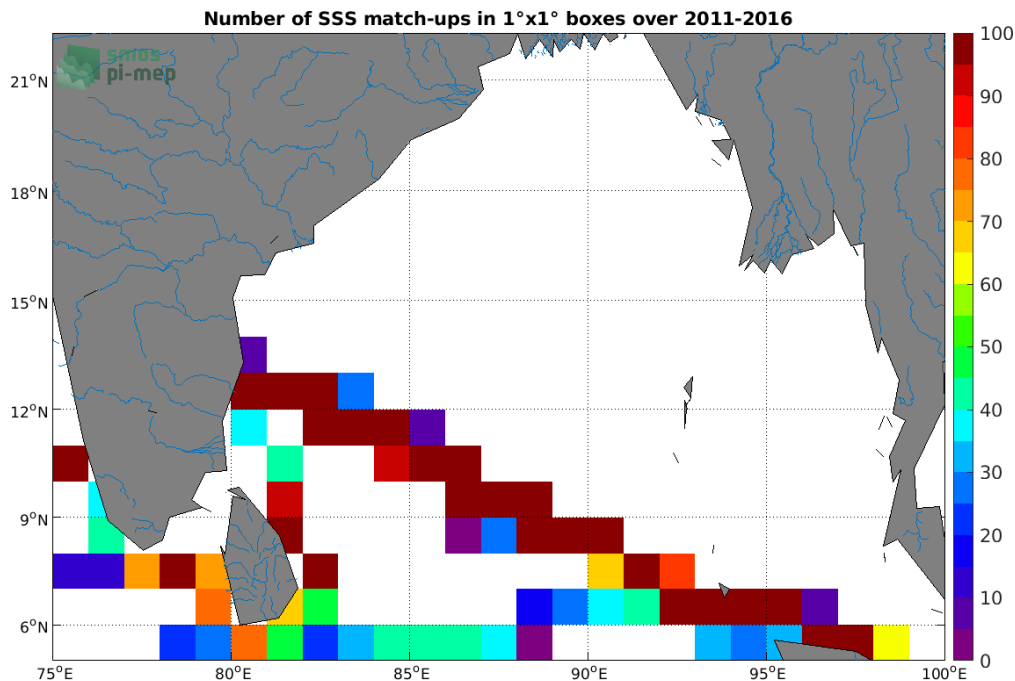 Number of SSS match-ups in 1°x1° boxes over 2011-2016
smos
pi-mep
21°N
18°N
15°N
12°N
9°N
6°N
75°E
80°E
85°E
90°E
95°E
100°E
100
90
80
70
60
50
40
30
20
10
0